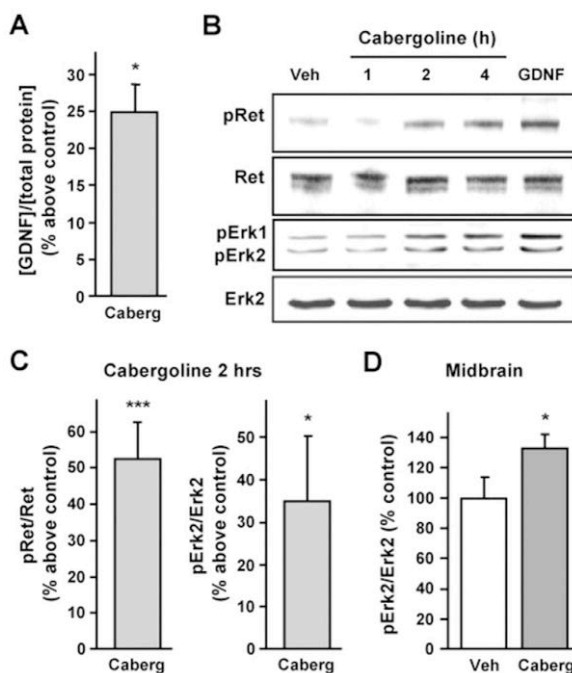 A
[GDNF]/[total protein]
(% above control)
30
25
20
15
10
5
0
*
Caberg
B
Cabergoline (h)
Veh
1
2
4
GDNF
pRet
Ret
pErk1
pErk2
Erk2
C
Cabergoline 2 hrs
pRet/Ret
(% above control)
60
50
40
30
20
10
0
***
Caberg
pErk2/Erk2
(% above control)
50
40
30
20
10
0
*
Caberg
D
Midbrain
pErk2/Erk2 (% control)
140
120
100
80
60
40
20
0
*
Veh
Caberg